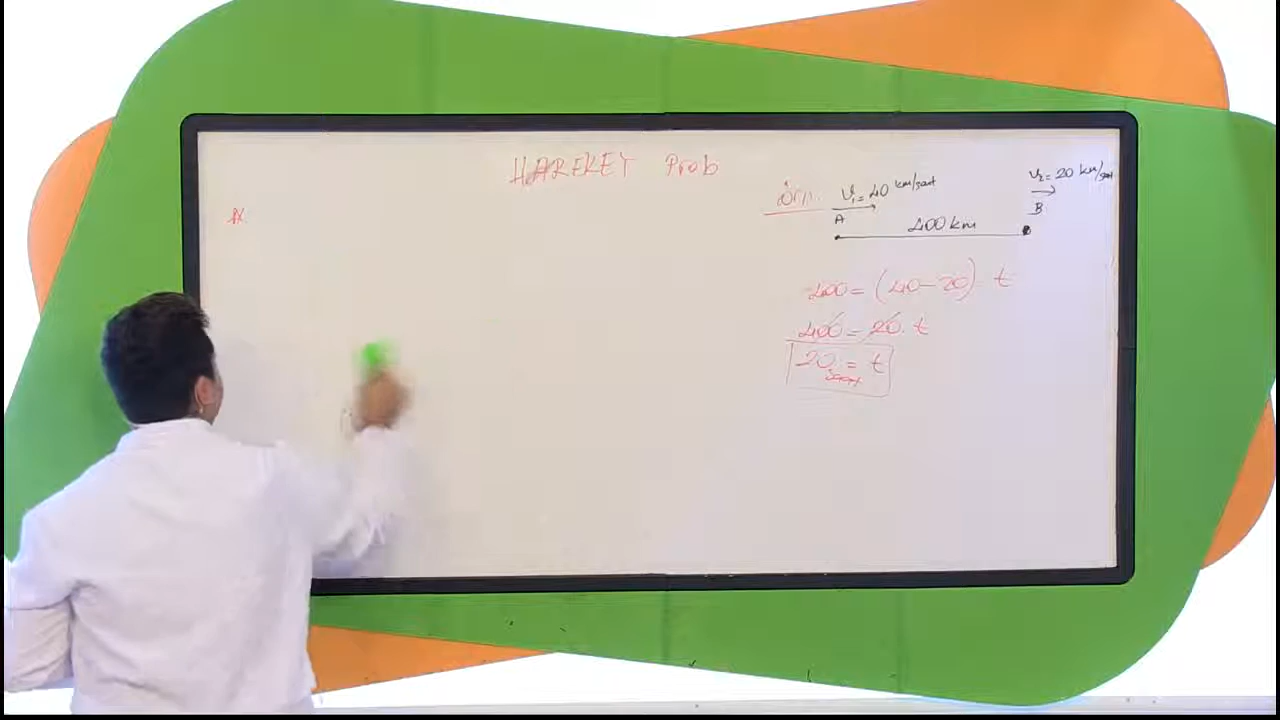 HAREKET Prob
Örn.
V₁=40 km/saat
V₂=20 km/saat
A
B
400 km
400=(40-20) t
400=20.t
20 = t
saat